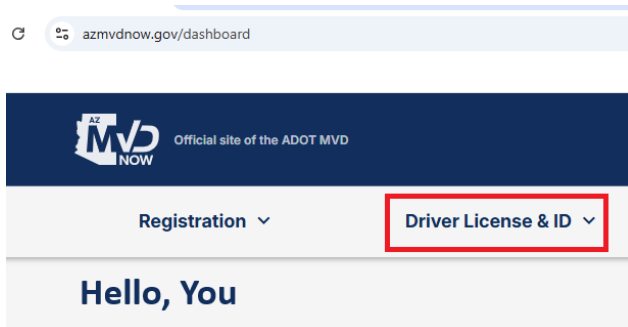 azmvdnow.gov/dashboard
AZ
MVD
NOW
Official site of the ADOT MVD
Registration
Driver License & ID
Hello, You